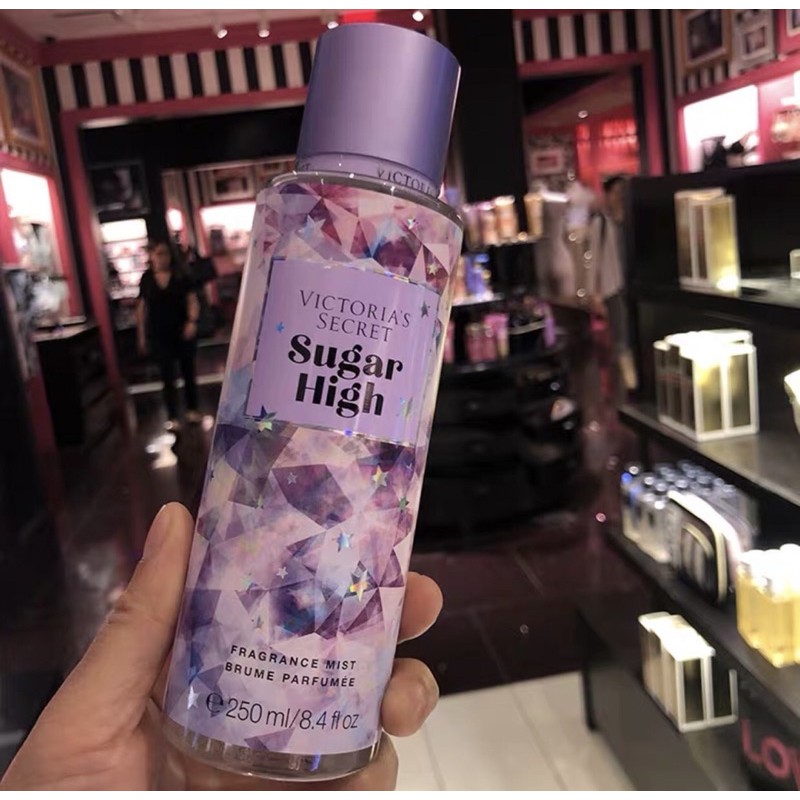 VICTORIA'S
SECRET
Sugar
High
FRAGRANCE MIST
BRUME PARFUMÉE
℮ 250 ml/8.4 fl oz